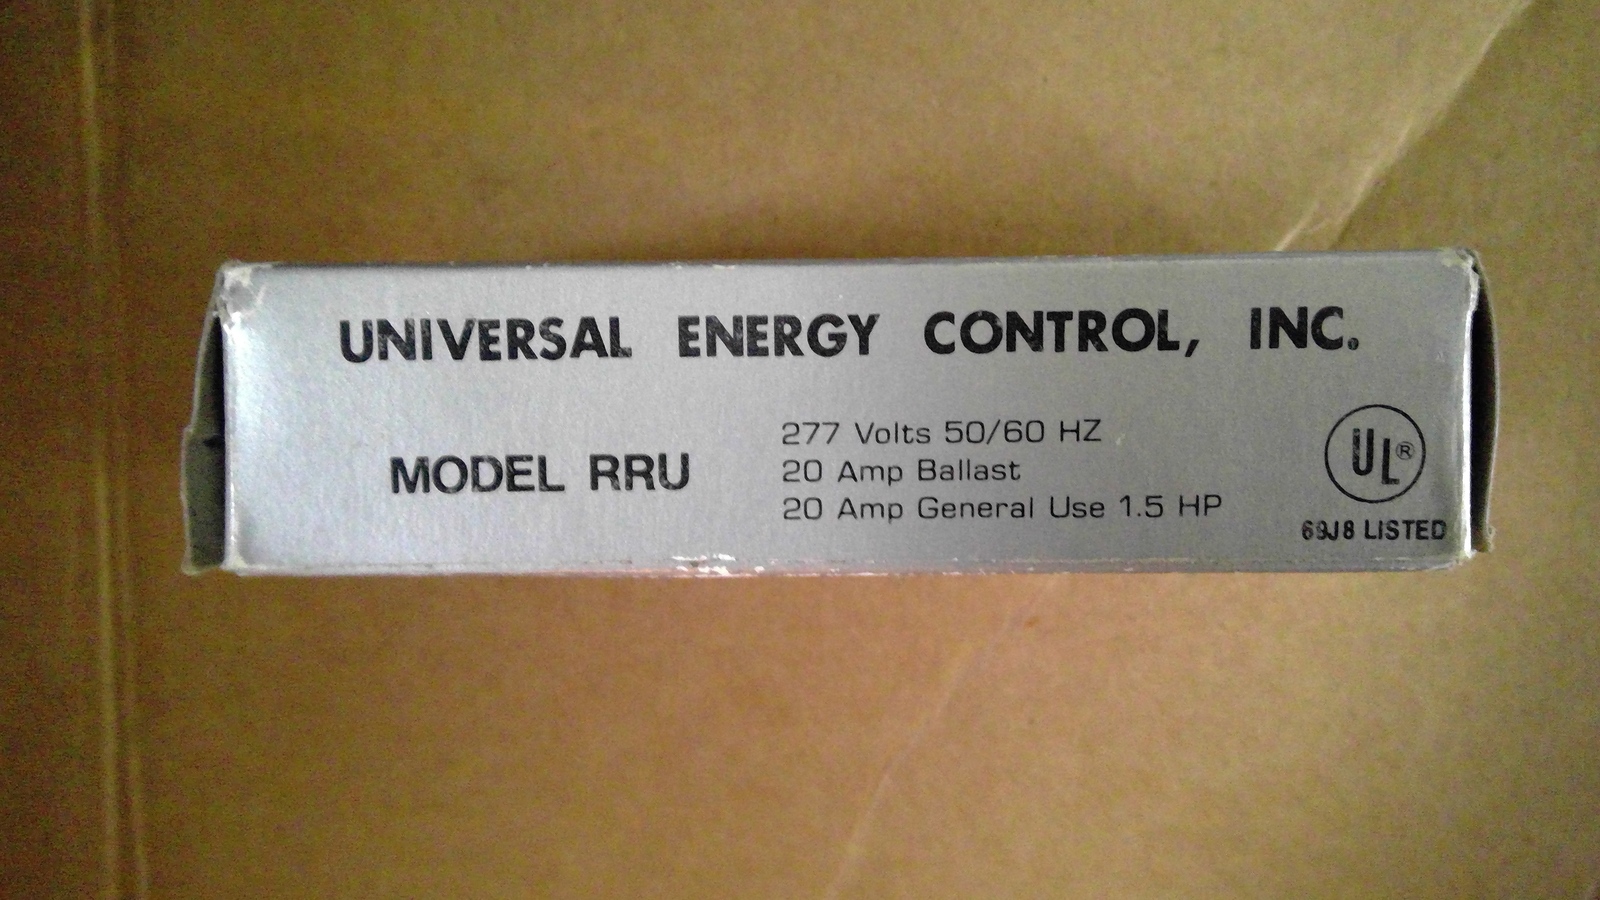 UNIVERSAL ENERGY CONTROL, INC.
MODEL RRU
277 Volts 50/60 HZ
20 Amp Ballast
20 Amp General Use 1.5 HP
UL®
69J8 LISTED